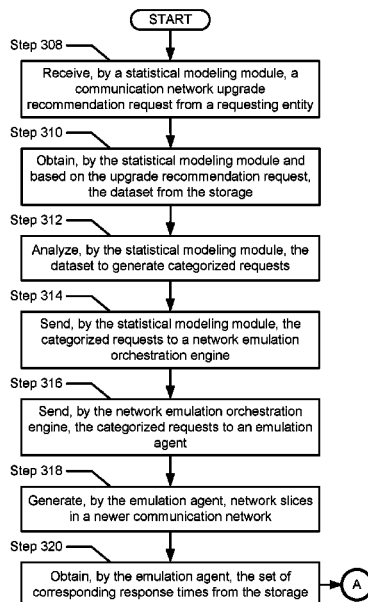 START
Step 308
Receive, by a statistical modeling module, a
communication network upgrade
recommendation request from a requesting entity
Step 310
Obtain, by the statistical modeling module and
based on the upgrade recommendation request,
the dataset from the storage
Step 312
Analyze, by the statistical modeling module, the
dataset to generate categorized requests
Step 314
Send, by the statistical modeling module, the
categorized requests to a network emulation
orchestration engine
Step 316
Send, by the network emulation orchestration
engine, the categorized requests to an emulation
agent
Step 318
Generate, by the emulation agent, network slices
in a newer communication network
Step 320
Obtain, by the emulation agent, the set of
corresponding response times from the storage
A